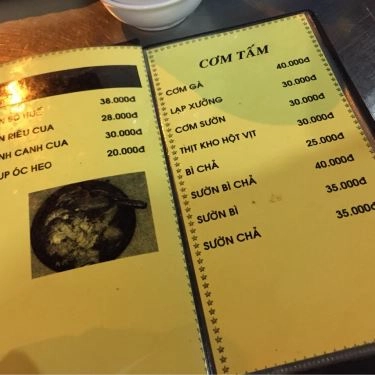 HUẾ 38.000đ
RIÊU CUA 28.000đ
CANH CUA 30.000đ
ÓC HEO 20.000đ
CƠM TẤM
CƠM GÀ 40.000đ
LẠP XƯỞNG 30.000đ
CƠM SƯỜN 30.000đ
THỊT KHO HỘT VỊT 30.000đ
BÌ CHẢ 25.000đ
SƯỜN BÌ CHẢ 40.000đ
SƯỜN BÌ 35.000đ
SƯỜN CHẢ 35.000đ